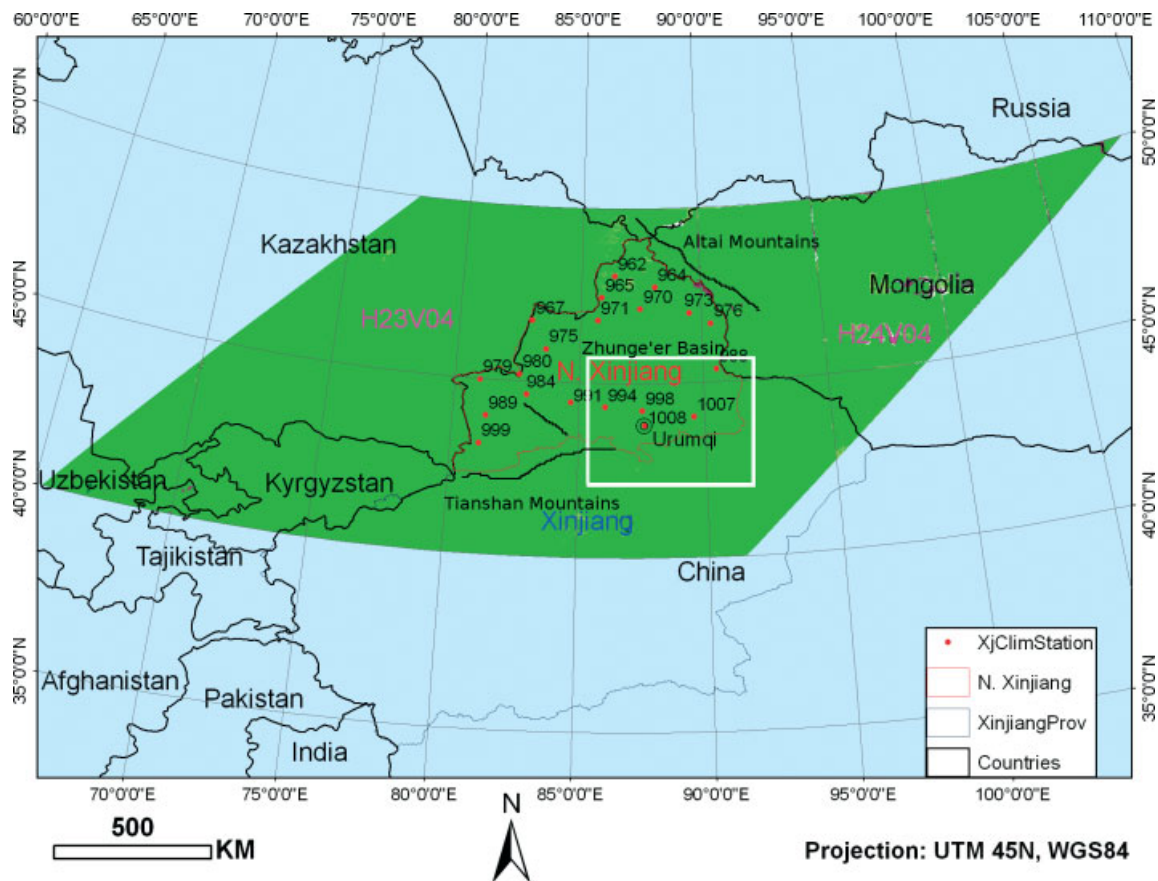 60°0'0"E 65°0'0"E 70°0'0"E 75°0'0"E 80°0'0"E 85°0'0"E 90°0'0"E 95°0'0"E 100°0'0"E 105°0'0"E 110°0'0"E
50°0'0"N
45°0'0"N
40°0'0"N
35°0'0"N
50°0'0"N
45°0'0"N
40°0'0"N
35°0'0"N
Russia
Kazakhstan
Altai Mountains
962
964
965
Mongolia
967
971
970
973
976
H23V04
H24V04
975
Zhunge'er Basin
988
979
980
N. Xinjiang
984
991
994
998
1007
989
1008
999
Urumqi
Uzbekistan
Kyrgyzstan
Tianshan Mountains
Xinjiang
Tajikistan
China
Afghanistan
Pakistan
India
XjClimStation
N. Xinjiang
XinjiangProv
Countries
70°0'0"E 75°0'0"E 80°0'0"E 85°0'0"E 90°0'0"E 95°0'0"E 100°0'0"E
500
KM
N
Projection: UTM 45N, WGS84